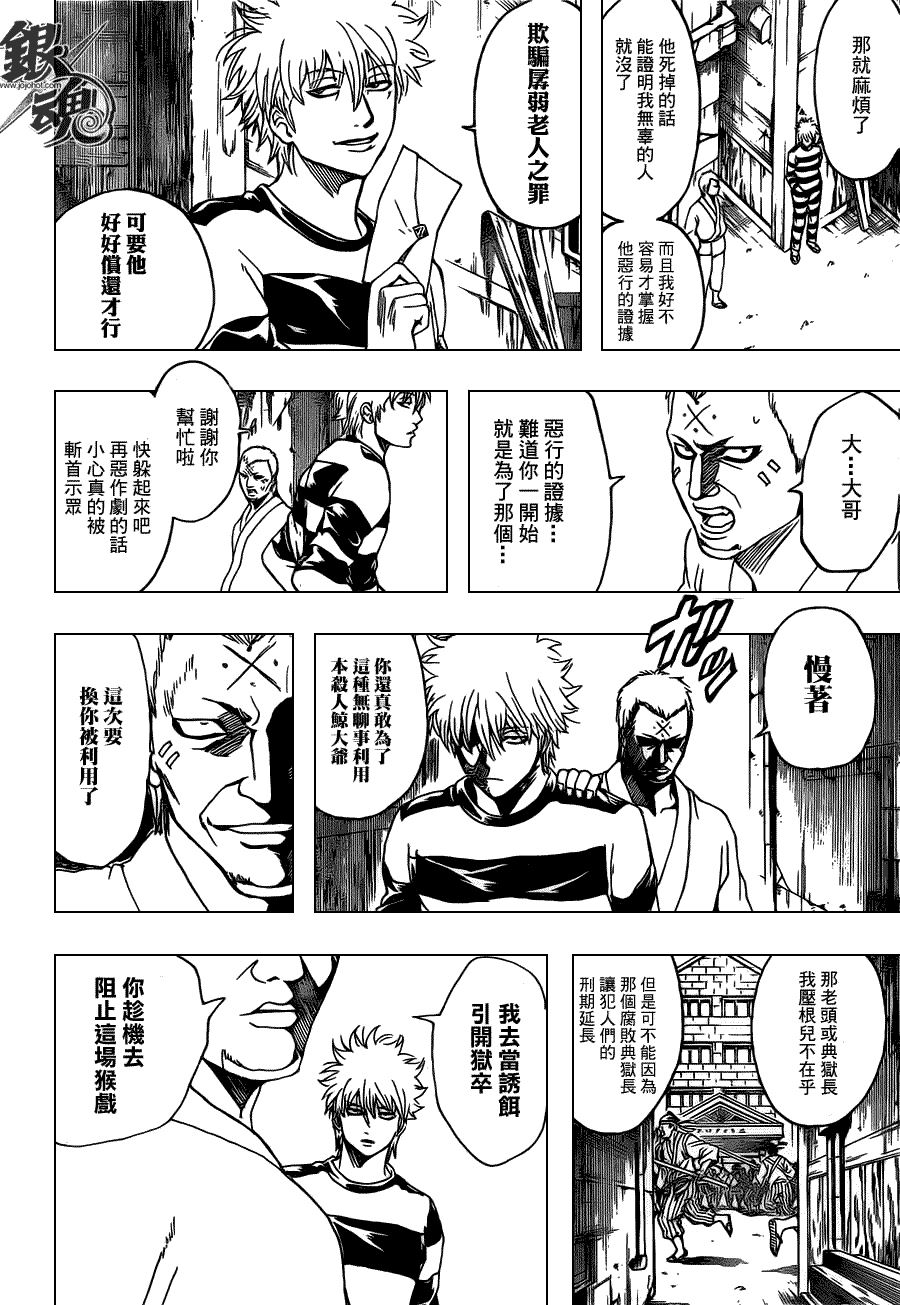 那就麻煩了
他死掉的話
能證明我無辜的人
就沒了
而且我好不
容易才掌握
他惡行的證據
欺騙孱弱老人之罪
可要他
好好償還才行
銀魂
www.jojohot.com
大…大哥
惡行的證據…
難道你一開始
就是為了那個…
謝謝你
幫忙啦
快躲起來吧
再惡作劇的話
小心真的被
斬首示眾
慢著
ガッ
你還真敢為了
這種無聊事利用
本殺人鯨大爺
這次要
換你被利用了
那老頭或典獄長
我壓根兒不在乎
但是可不能因為
那個腐敗典獄長
讓犯人們的
刑期延長
我去當誘餌
引開獄卒
你趁機去
阻止這場猴戲